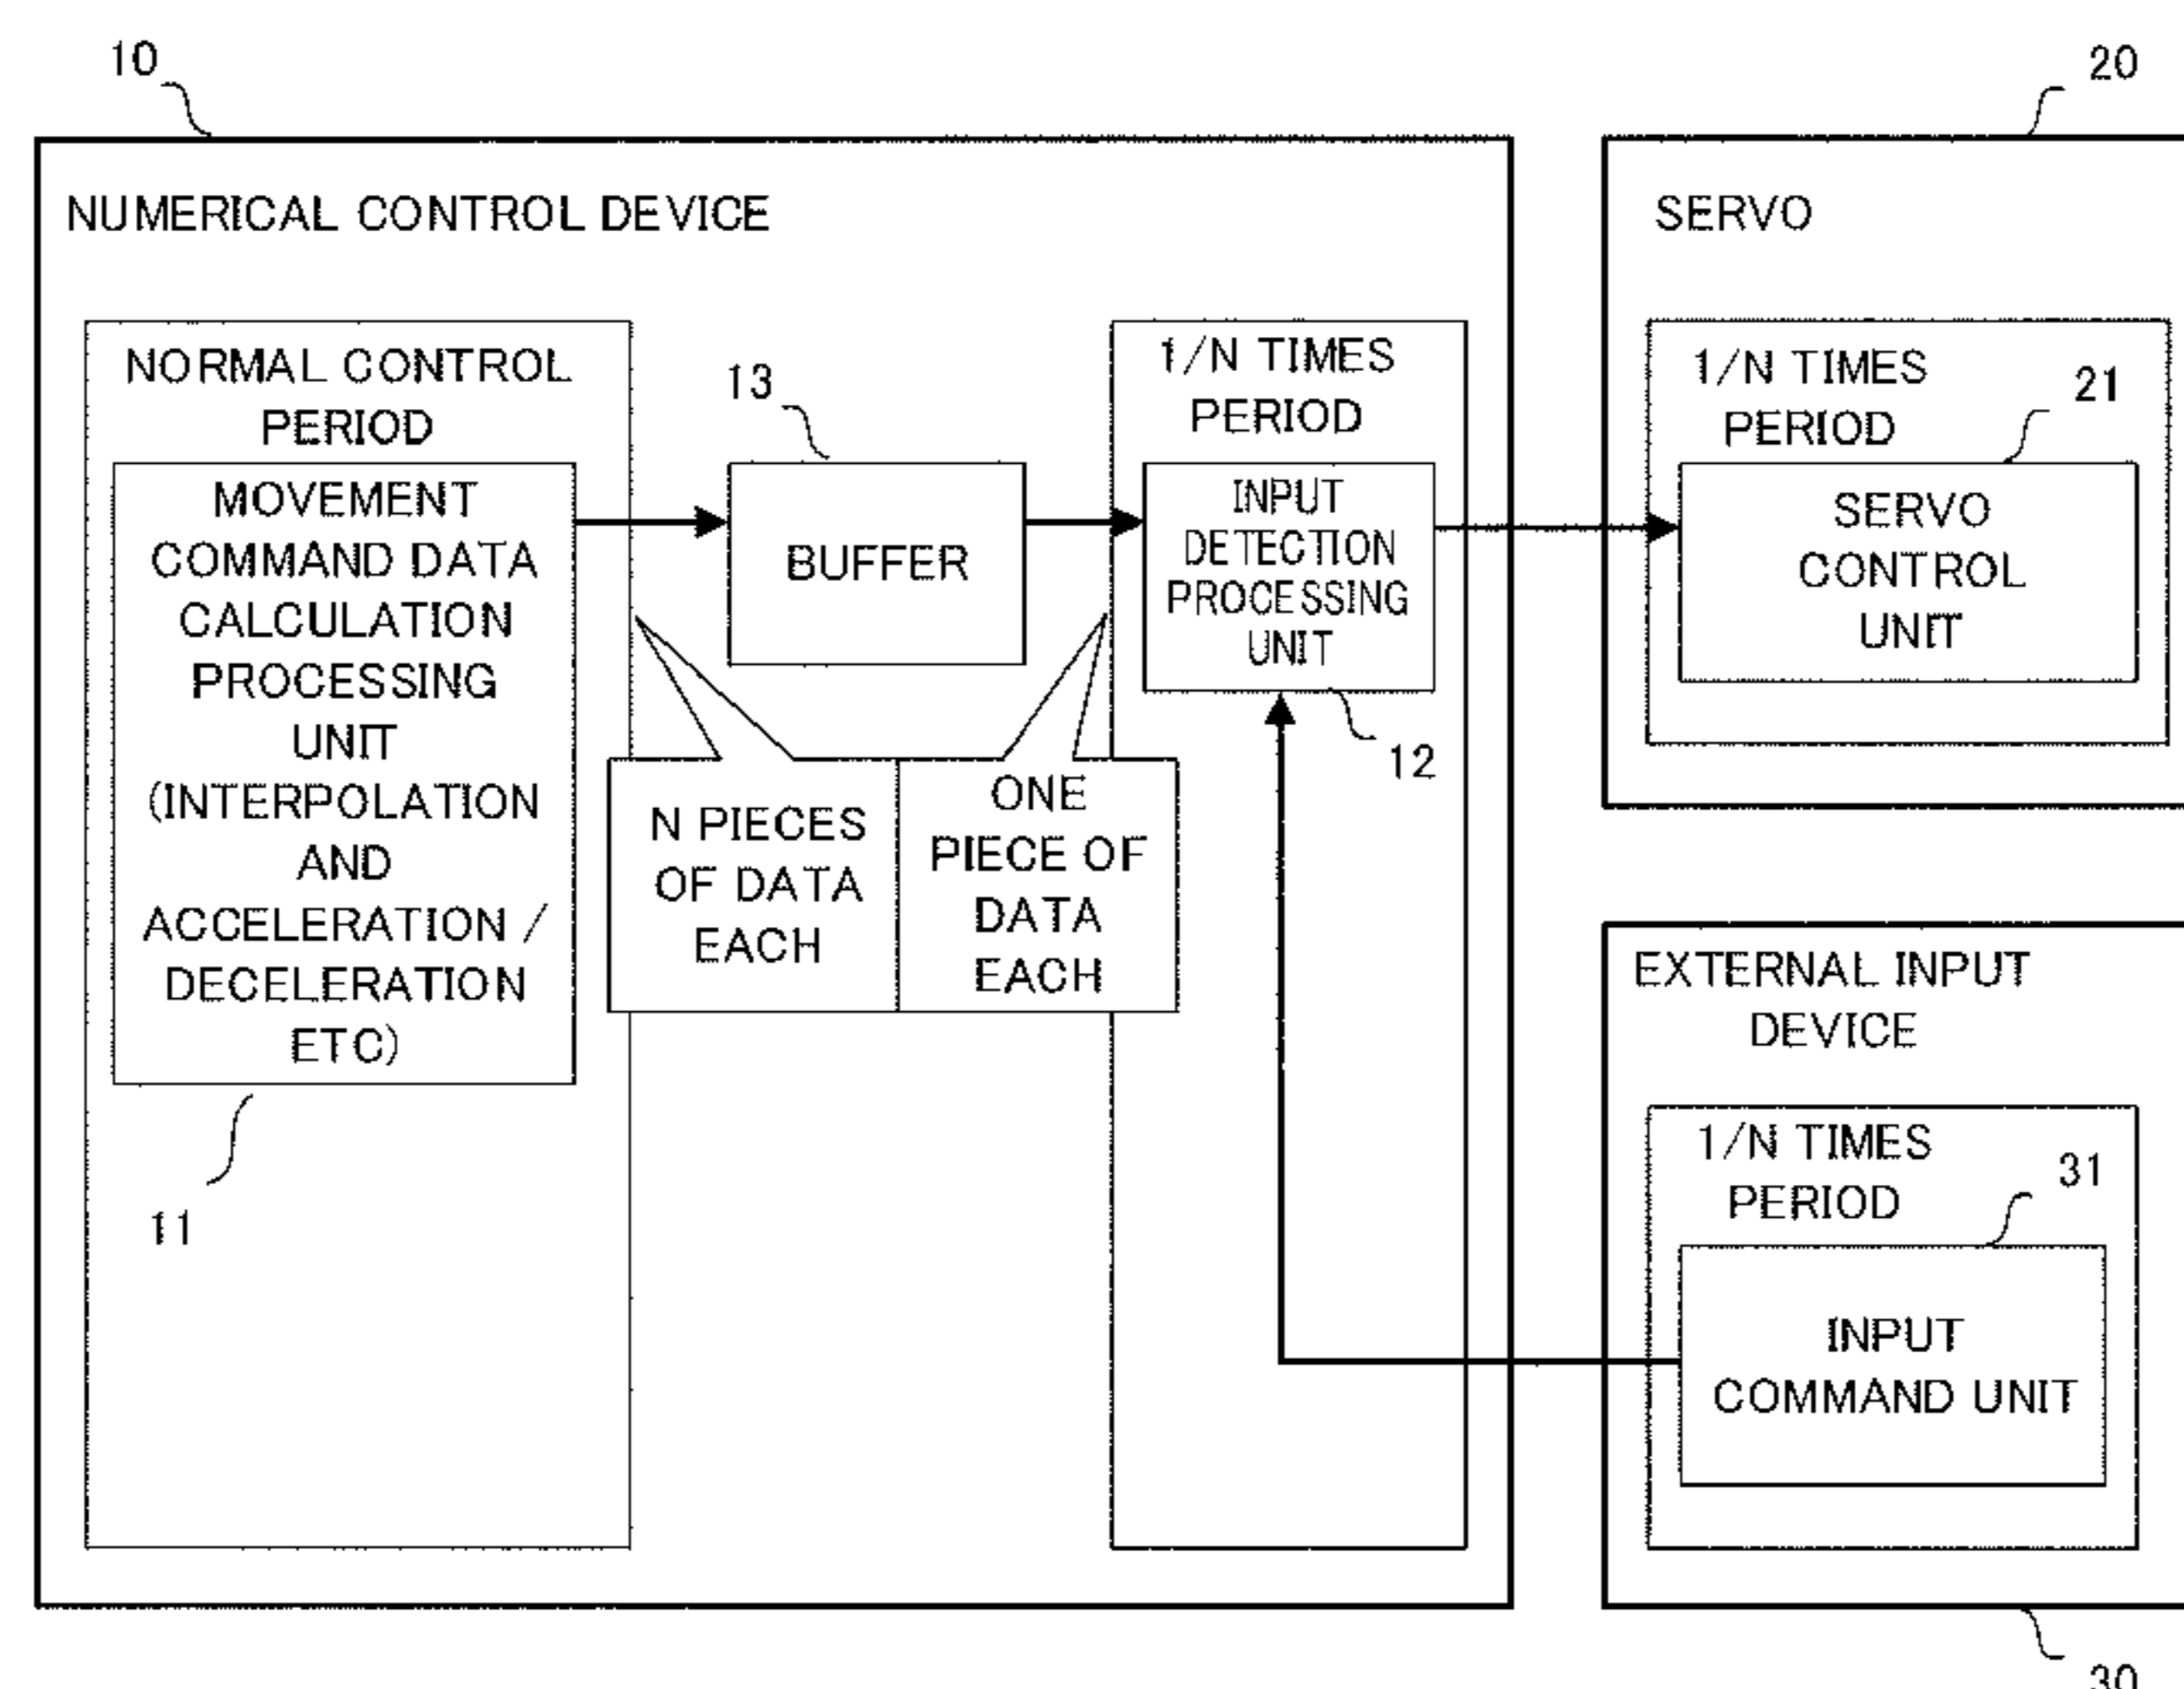 10
20
NUMERICAL CONTROL DEVICE
SERVO
NORMAL CONTROL
PERIOD
MOVEMENT
COMMAND DATA
CALCULATION
PROCESSING
UNIT
(INTERPOLATION
AND
ACCELERATION /
DECELERATION
ETC)
11
13
BUFFER
N PIECES
OF DATA
EACH
ONE
PIECE OF
DATA
EACH
1/N TIMES
PERIOD
INPUT
DETECTION
PROCESSING
UNIT
12
1/N TIMES
PERIOD
21
SERVO
CONTROL
UNIT
EXTERNAL INPUT
DEVICE
1/N TIMES
PERIOD
31
INPUT
COMMAND UNIT
30